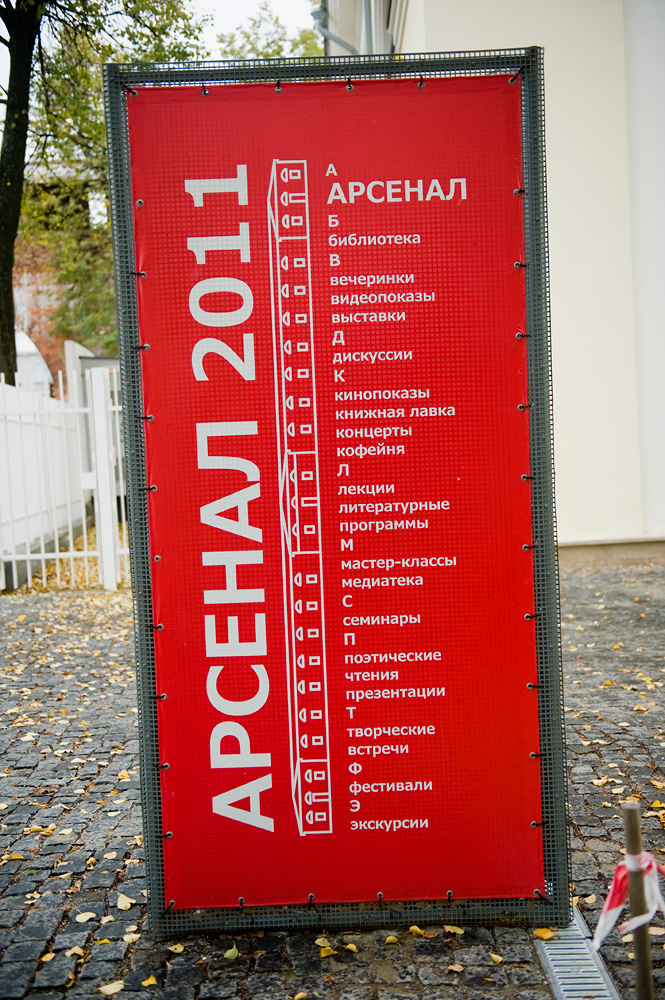 АРСЕНАЛ 2011
А
АРСЕНАЛ
Б
библиотека
В
вечеринки
видеопоказы
выставки
Д
дискуссии
К
кинопоказы
книжная лавка
концерты
кофейня
Л
лекции
литературные
программы
М
мастер-классы
медиатека
С
семинары
П
поэтические
чтения
презентации
Т
творческие
встречи
Ф
фестивали
Э
экскурсии